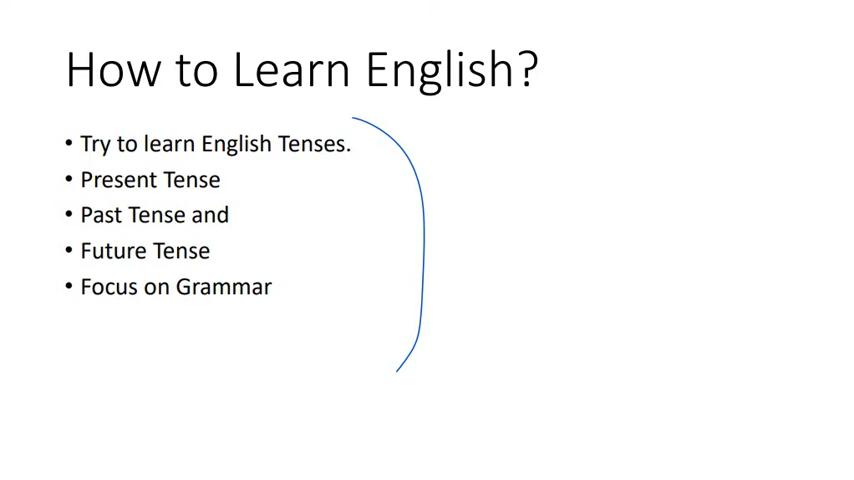 How to Learn English?
• Try to learn English Tenses.
• Present Tense
• Past Tense and
• Future Tense
• Focus on Grammar